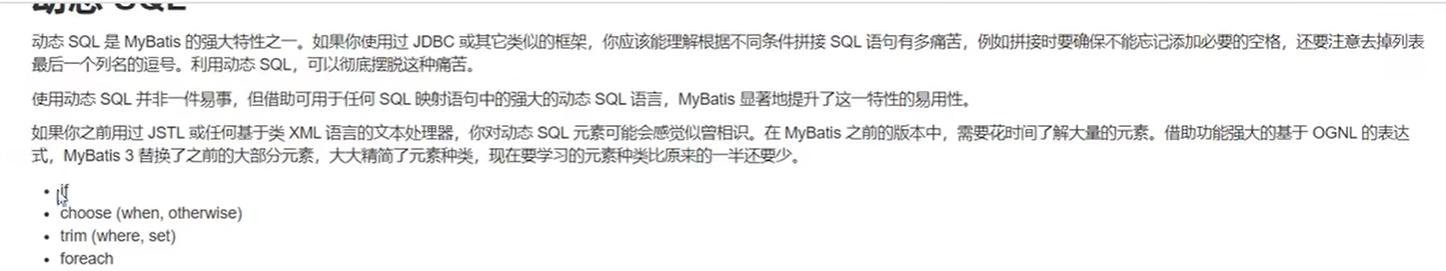 动态 SQL
动态 SQL 是 MyBatis 的强大特性之一。如果你使用过 JDBC 或其它类似的框架，你应该能理解根据不同条件拼接 SQL 语句有多痛苦，例如拼接时要确保不能忘记添加必要的空格，还要注意去掉列表
最后一个列名的逗号。利用动态 SQL，可以彻底摆脱这种痛苦。
使用动态 SQL 并非一件易事，但借助可用于任何 SQL 映射语句中的强大的动态 SQL 语言，MyBatis 显著地提升了这一特性的易用性。
如果你之前用过 JSTL 或任何基于类 XML 语言的文本处理器，你对动态 SQL 元素可能会感觉似曾相识。在 MyBatis 之前的版本中，需要花时间了解大量的元素。借助功能强大的基于 OGNL 的表达
式，MyBatis 3 替换了之前的大部分元素，大大精简了元素种类，现在要学习的元素种类比原来的一半还要少。
• if
• choose (when, otherwise)
• trim (where, set)
• foreach